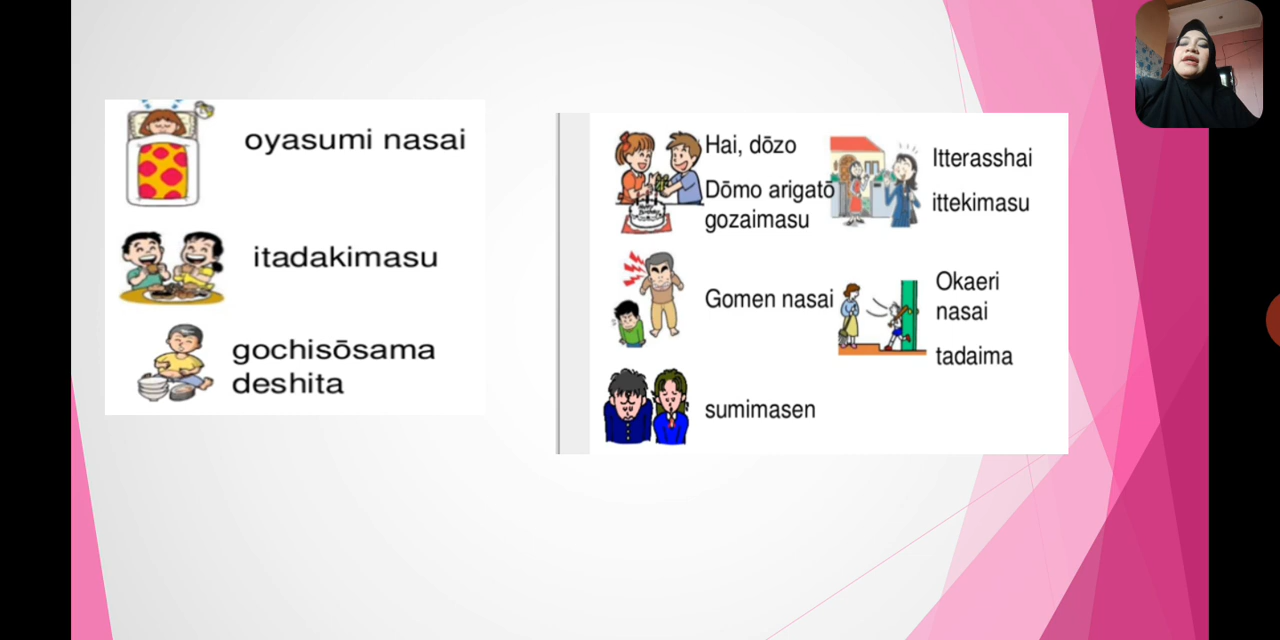 oyasumi nasai
itadakimasu
gochisōsama
deshita
Hai, dōzo
Dōmo arigatō
gozaimasu
Gomen nasai
sumimasen
Itterasshai
ittekimasu
Okaeri
nasai
tadaima